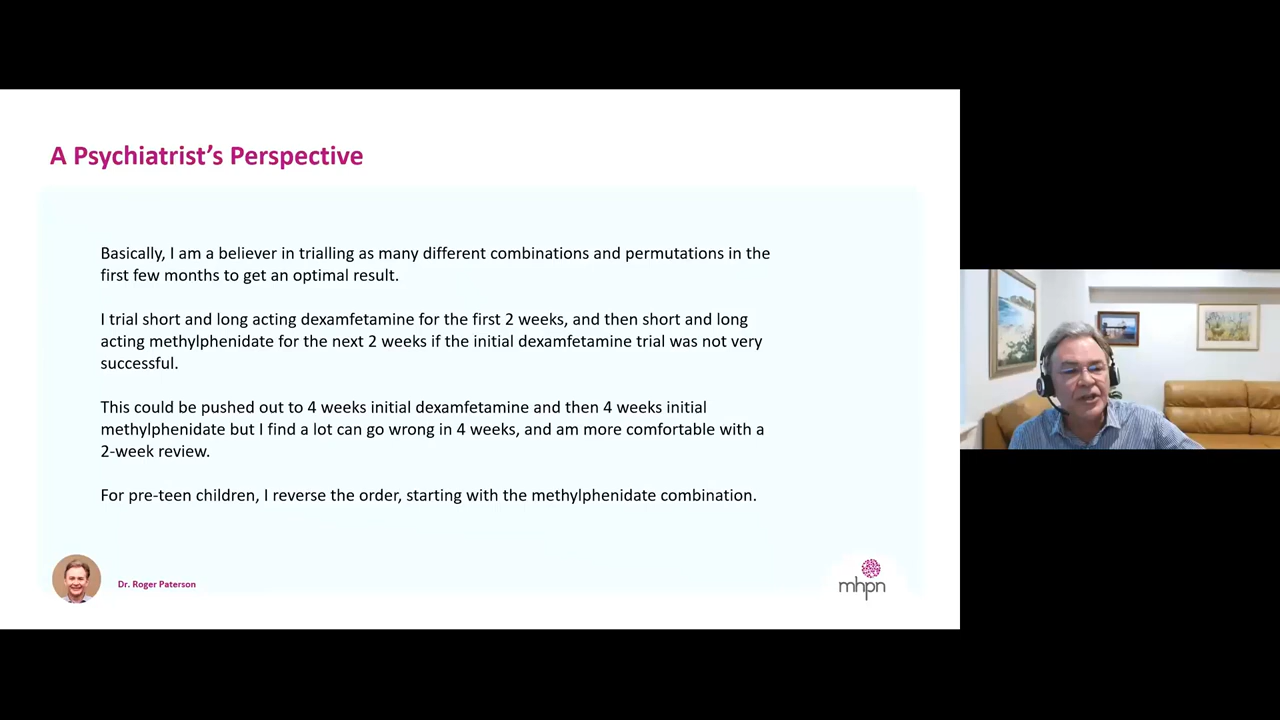 A Psychiatrist’s Perspective
Basically, I am a believer in trialling as many different combinations and permutations in the
first few months to get an optimal result.
I trial short and long acting dexamfetamine for the first 2 weeks, and then short and long
acting methylphenidate for the next 2 weeks if the initial dexamfetamine trial was not very
successful.
This could be pushed out to 4 weeks initial dexamfetamine and then 4 weeks initial
methylphenidate but I find a lot can go wrong in 4 weeks, and am more comfortable with a
2-week review.
For pre-teen children, I reverse the order, starting with the methylphenidate combination.
Dr. Roger Paterson
mhpn